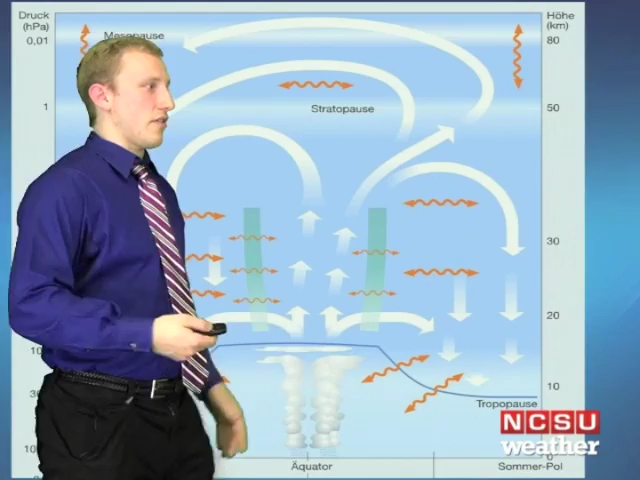 Druck
(hPa)
Höhe
(km)
0,01
Mesopause
80
1
Stratopause
50
30
20
10
Tropopause
NCSU
weather
0
Äquator
Sommer-Pol